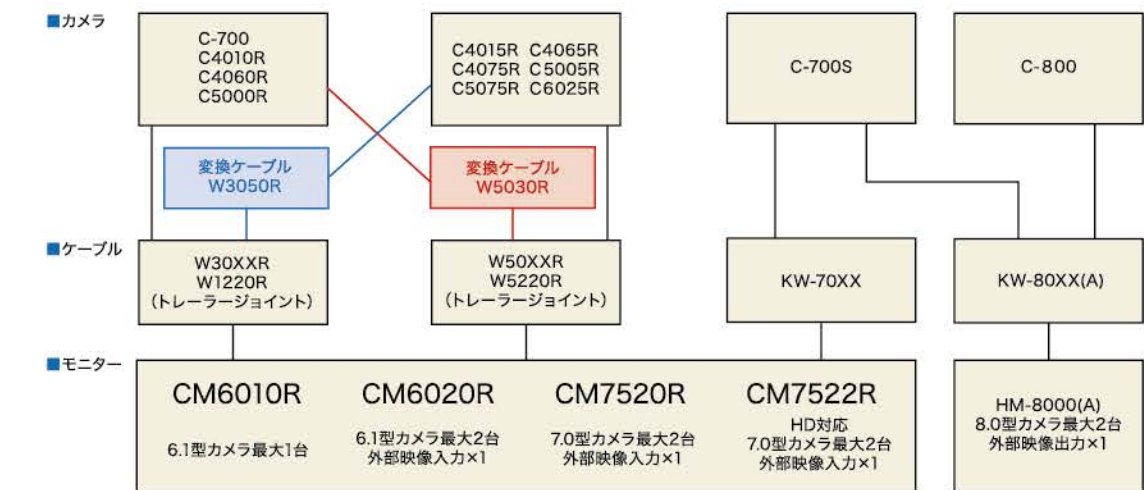 ■カメラ
C-700
C4010R
C4060R
C5000R
C4015R C4065R
C4075R C5005R
C5075R C6025R
C-700S
C-800
変換ケーブル
W3050R
変換ケーブル
W5030R
■ケーブル
W30XXR
W1220R
(トレーラージョイント)
W50XXR
W5220R
(トレーラージョイント)
KW-70XX
KW-80XX(A)
■モニター
CM6010R
6.1型カメラ最大1台
CM6020R
6.1型カメラ最大2台
外部映像入力×1
CM7520R
7.0型カメラ最大2台
外部映像入力×1
CM7522R
HD対応
7.0型カメラ最大2台
外部映像入力×1
HM-8000(A)
8.0型カメラ最大2台
外部映像出力×1